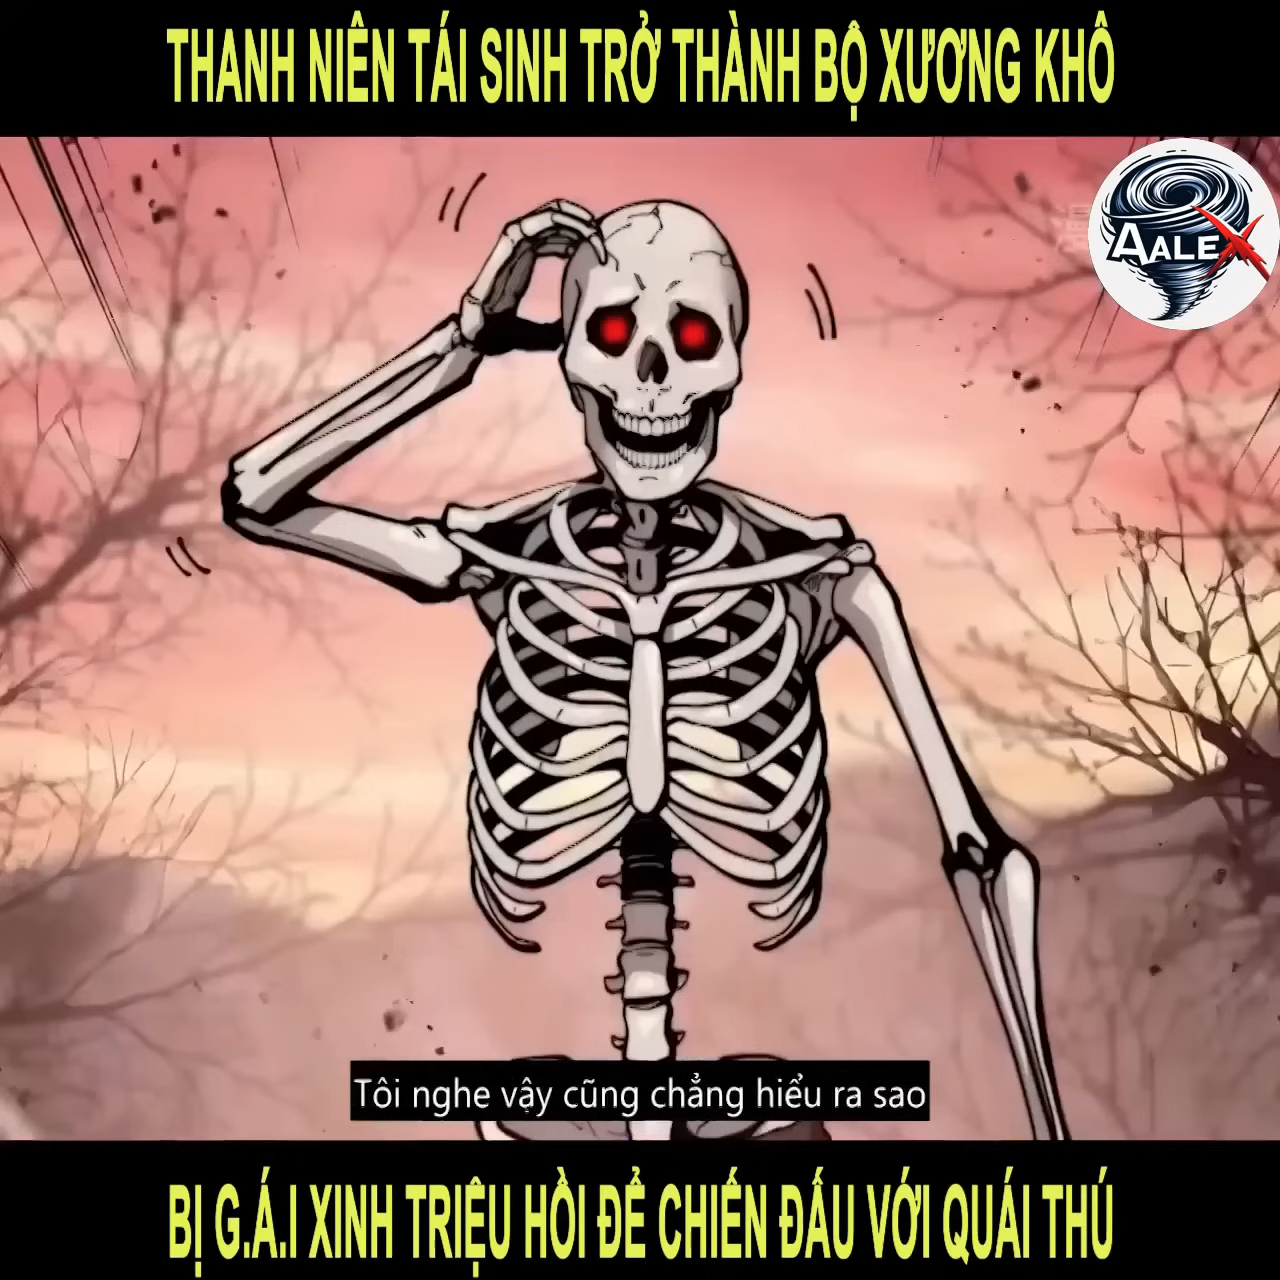 THANH NIÊN TÁI SINH TRỞ THÀNH BỘ XƯƠNG KHÔ
AALEX
Tôi nghe vậy cũng chẳng hiểu ra sao
BỊ G.Á.I XINH TRIỆU HỒI ĐỂ CHIẾN ĐẤU VỚI QUÁI THÚ